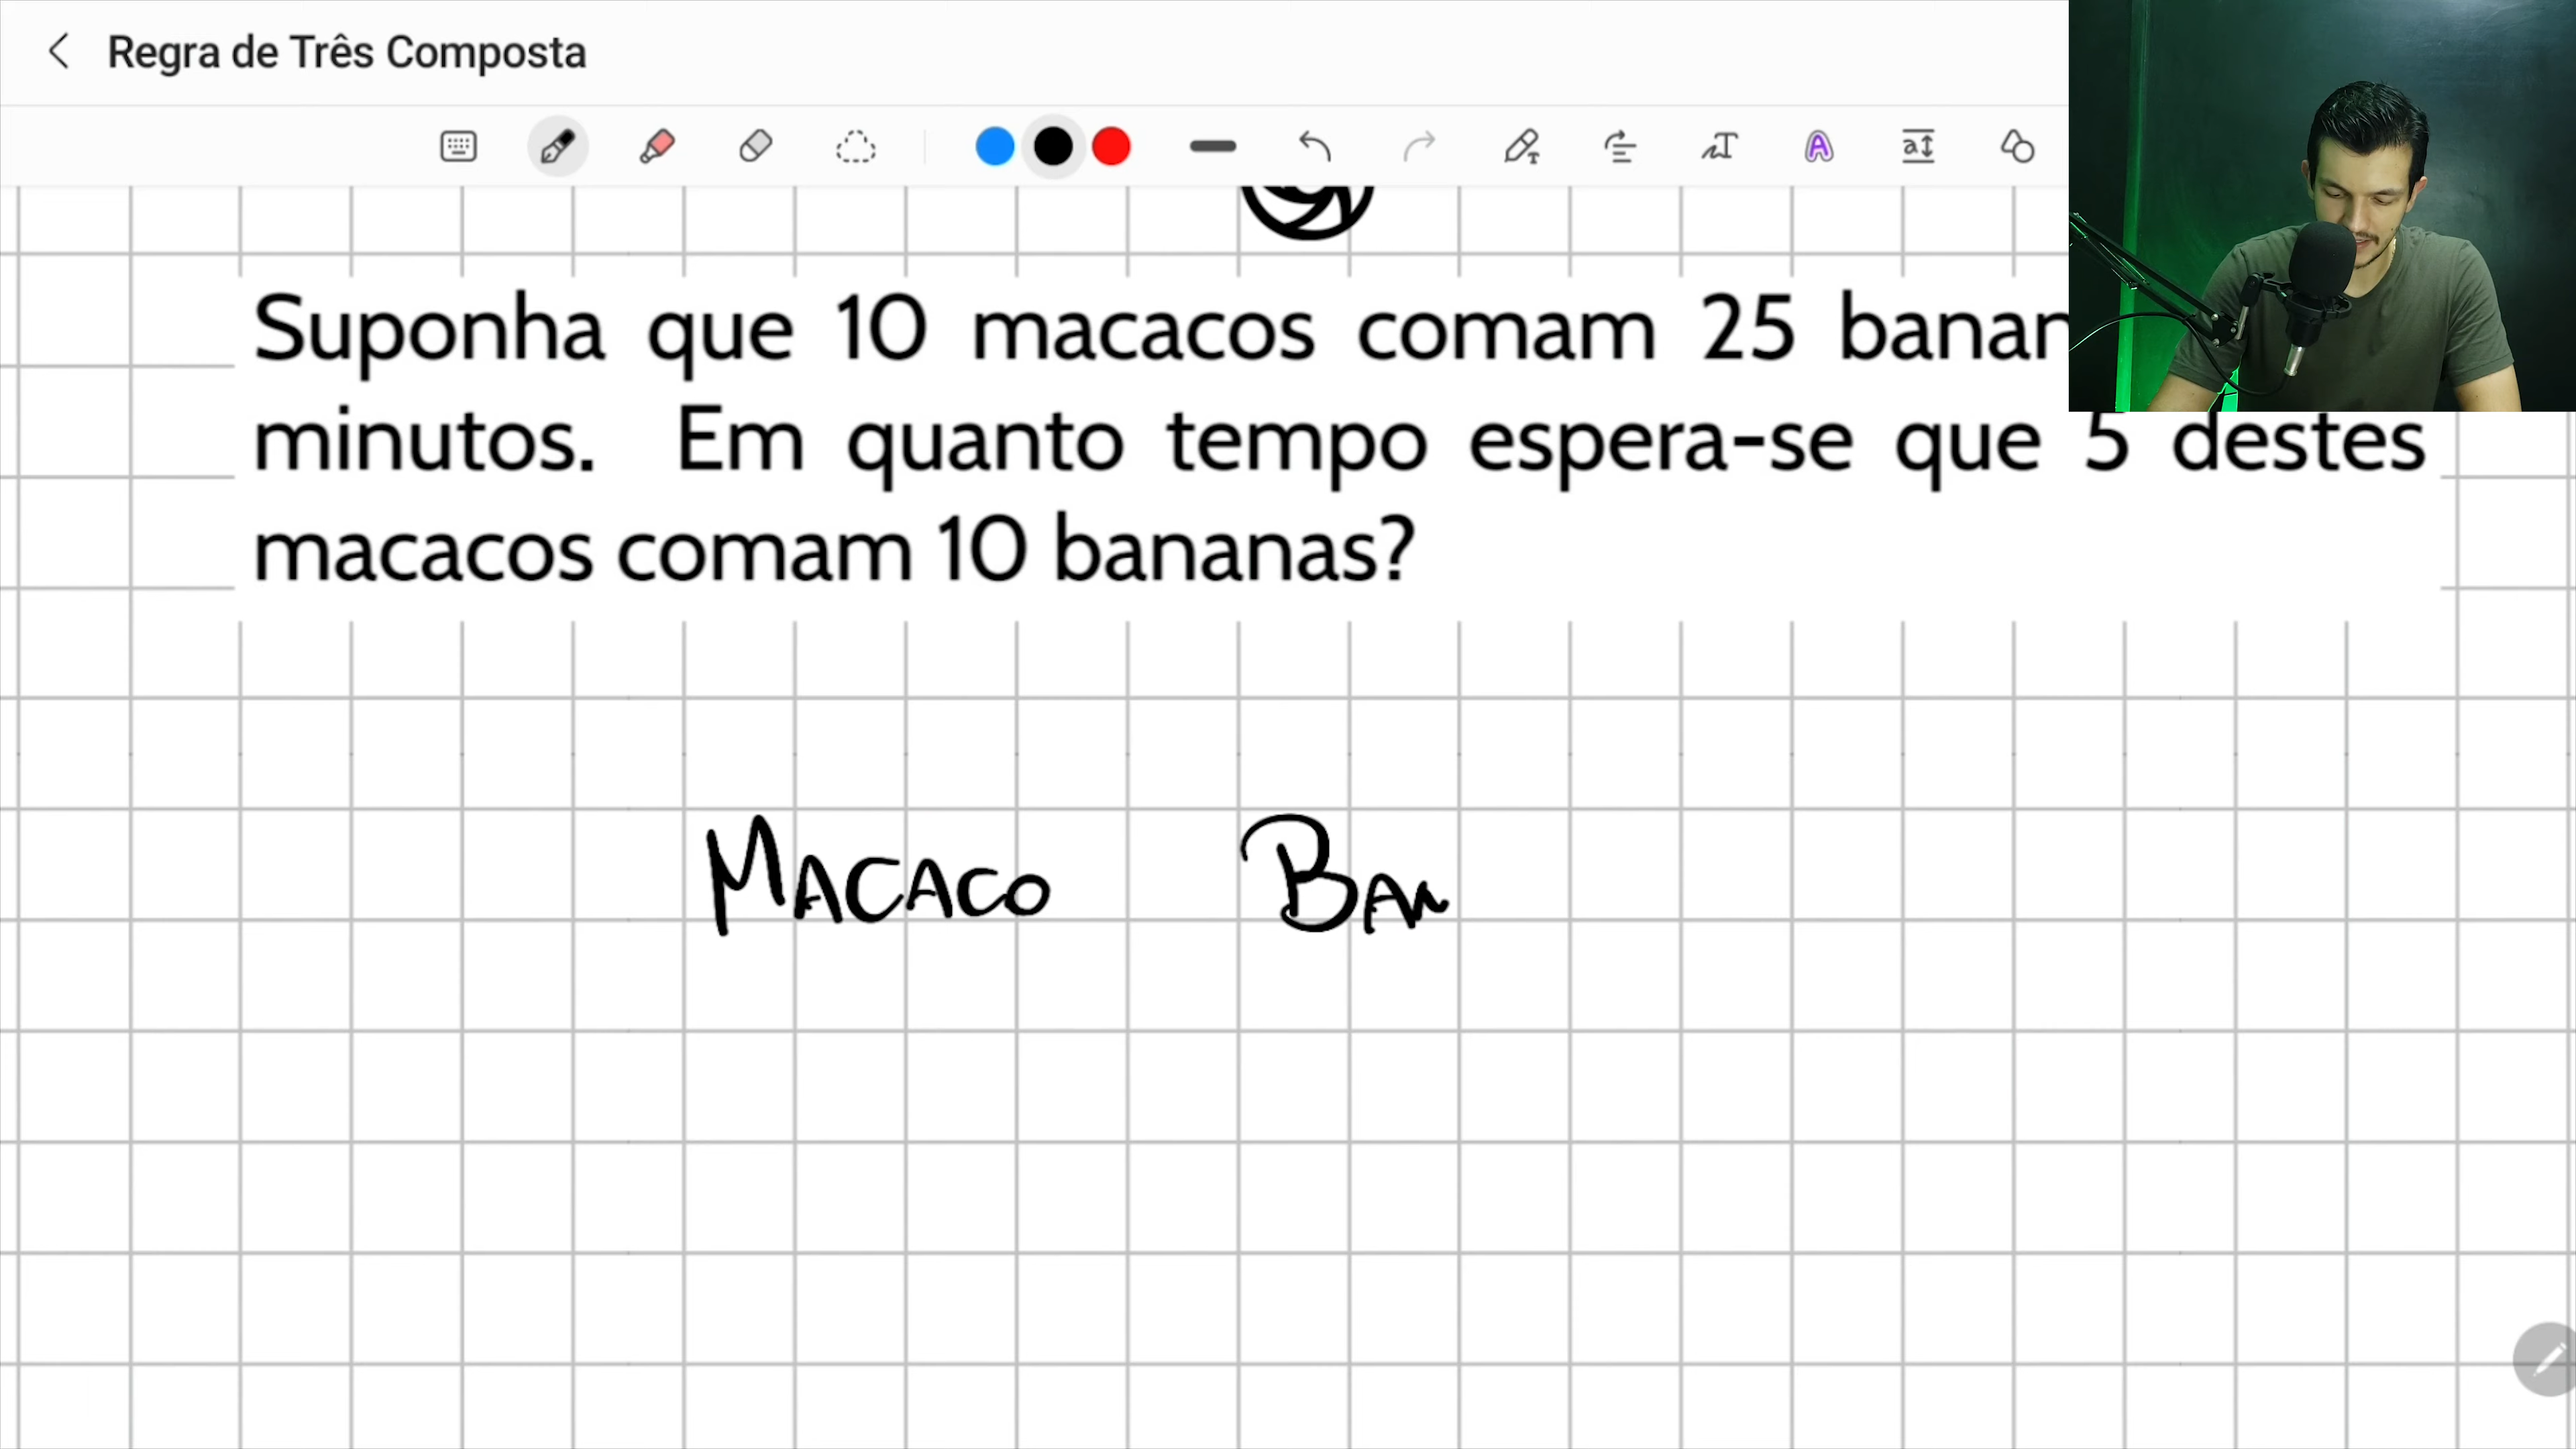 Regra de Três Composta
Suponha que 10 macacos comam 25
minutos. Em quanto tempo espera-se que 5 destes
macacos comam 10 bananas?
MACACO BAN